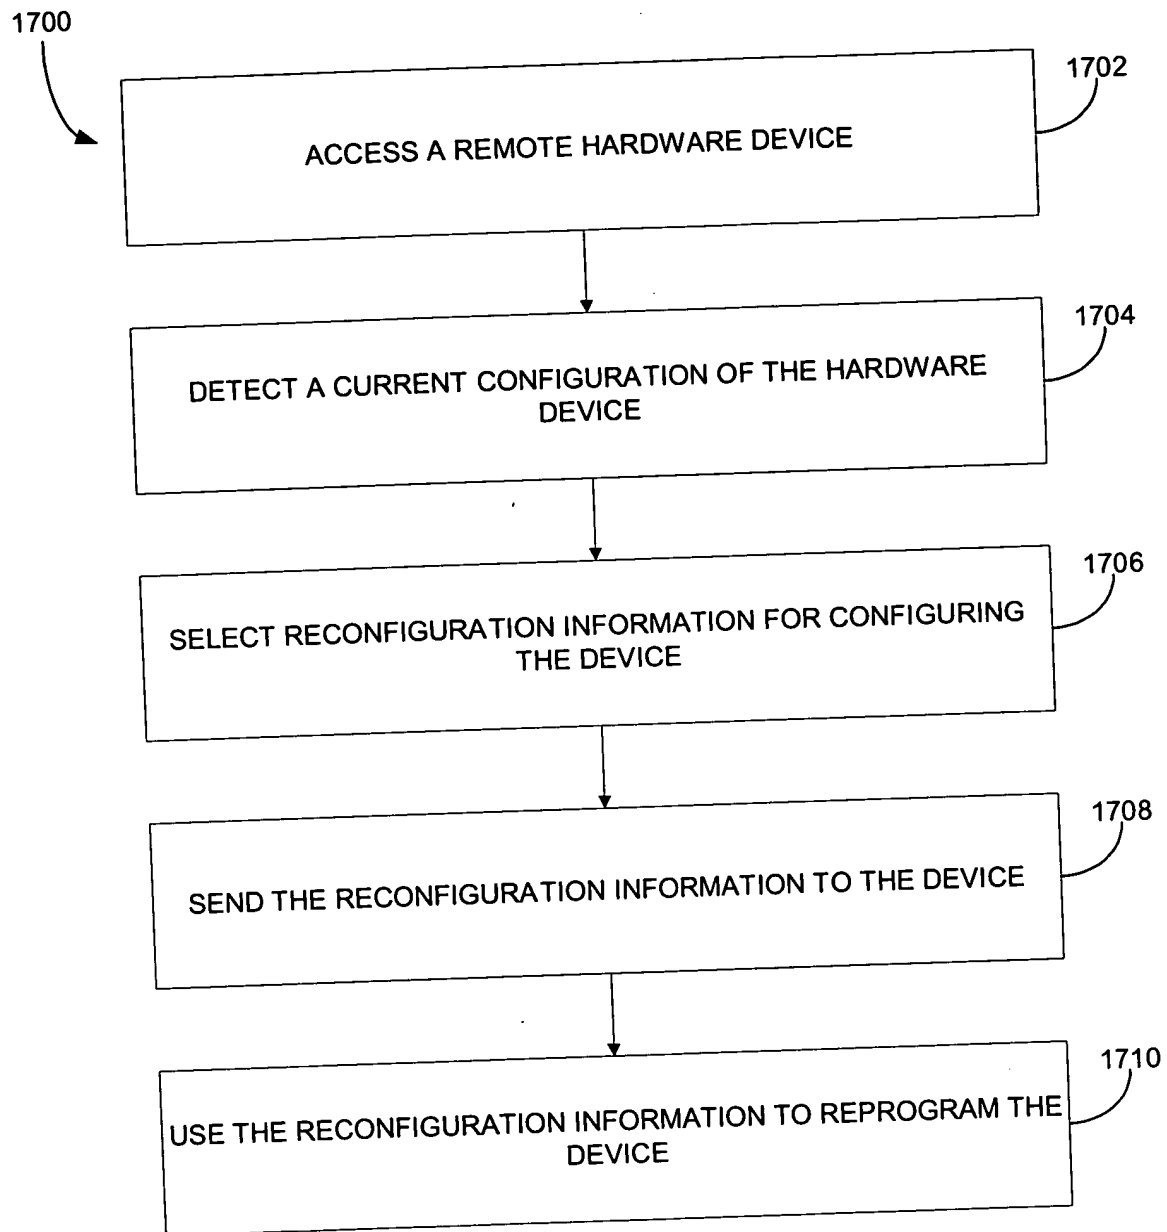 1700
1702
ACCESS A REMOTE HARDWARE DEVICE
1704
DETECT A CURRENT CONFIGURATION OF THE HARDWARE
DEVICE
1706
SELECT RECONFIGURATION INFORMATION FOR CONFIGURING
THE DEVICE
1708
SEND THE RECONFIGURATION INFORMATION TO THE DEVICE
1710
USE THE RECONFIGURATION INFORMATION TO REPROGRAM THE
DEVICE